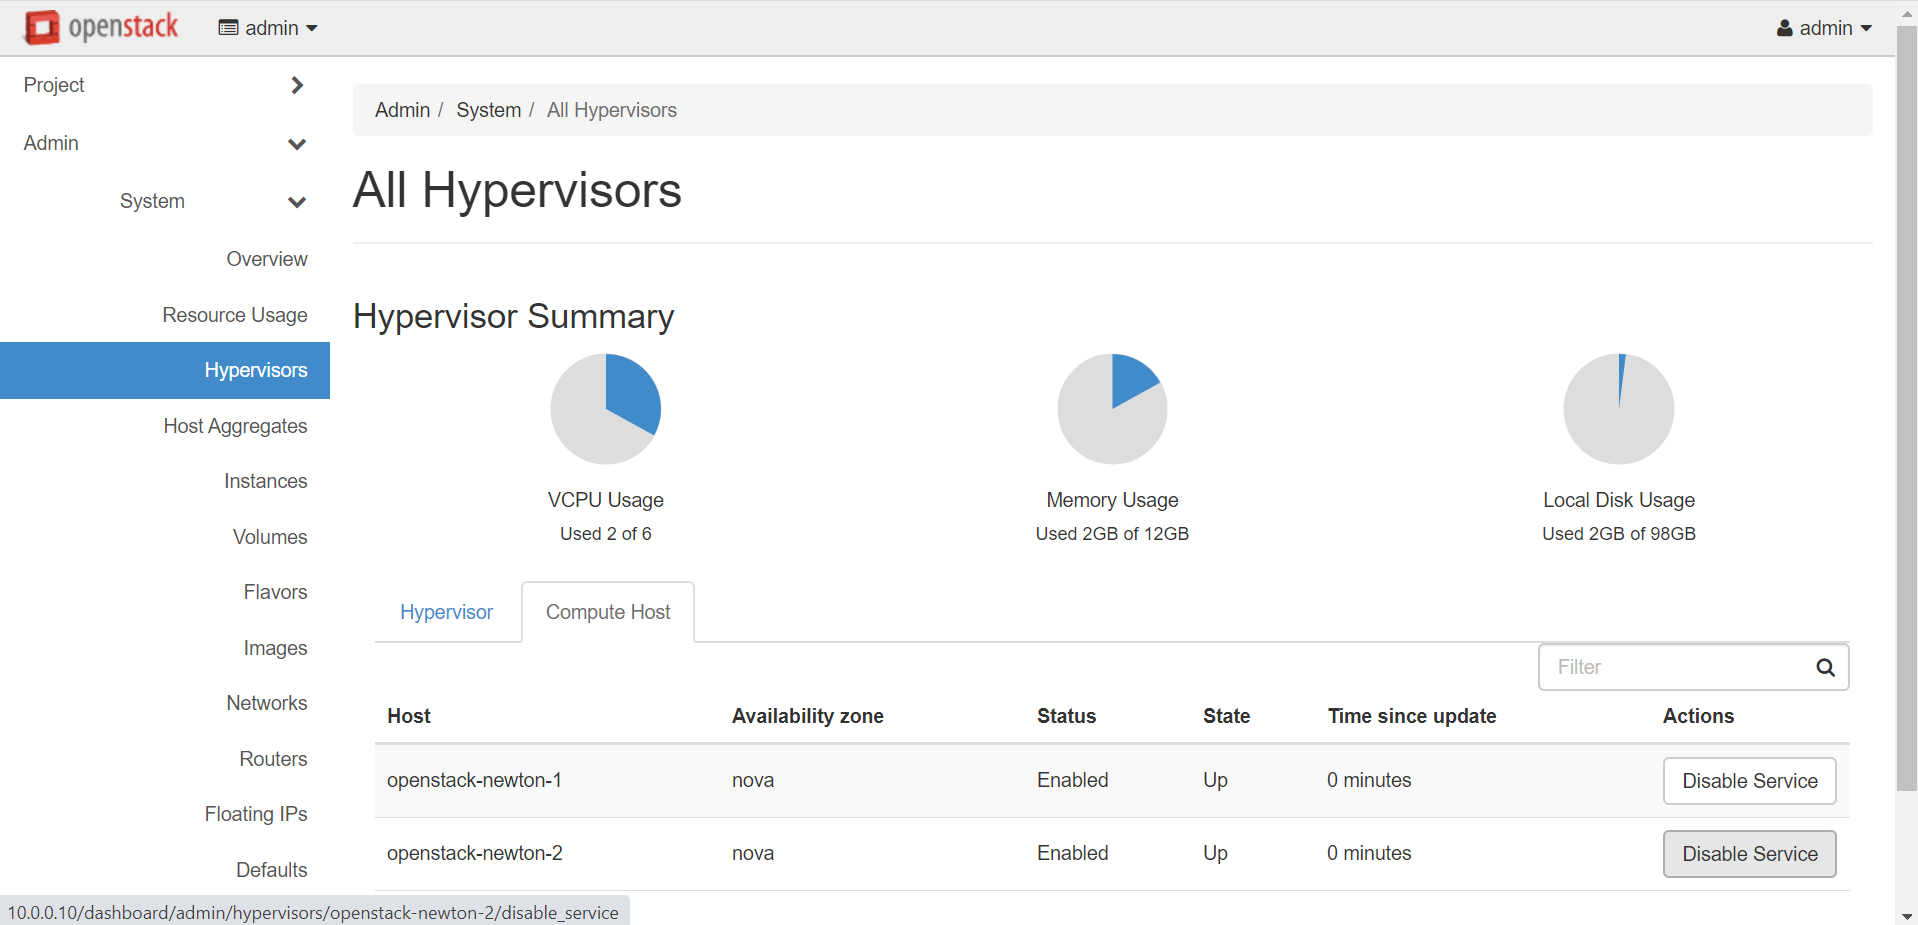 openstack admin admin
Project
Admin
System
Overview
Resource Usage
Hypervisors
Host Aggregates
Instances
Volumes
Flavors
Images
Networks
Routers
Floating IPs
Defaults
Admin / System / All Hypervisors
All Hypervisors
Hypervisor Summary
VCPU Usage
Used 2 of 6
Memory Usage
Used 2GB of 12GB
Local Disk Usage
Used 2GB of 98GB
Hypervisor Compute Host
Filter
Host Availability zone Status State Time since update Actions
openstack-newton-1 nova Enabled Up 0 minutes Disable Service
openstack-newton-2 nova Enabled Up 0 minutes Disable Service
10.0.0.10/dashboard/admin/hypervisors/openstack-newton-2/disable_service